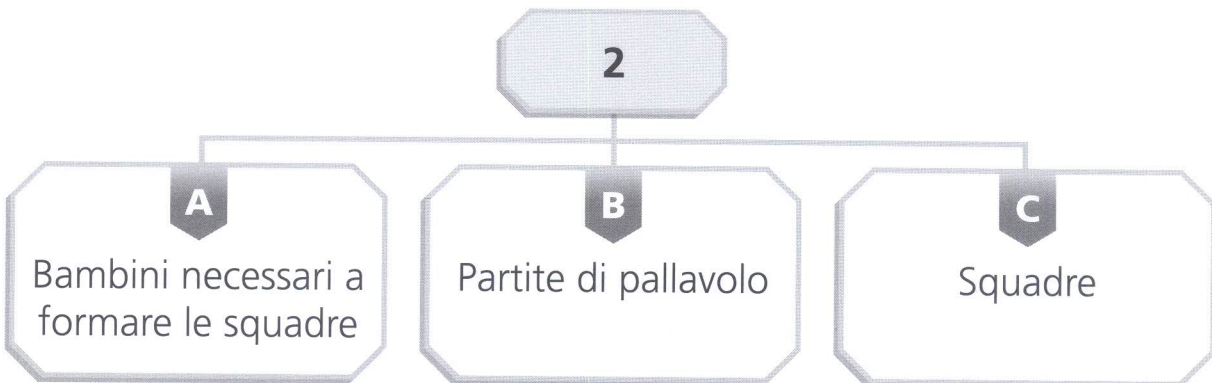 2
A
Bambini necessari a
formare le squadre
B
Partite di pallavolo
C
Squadre